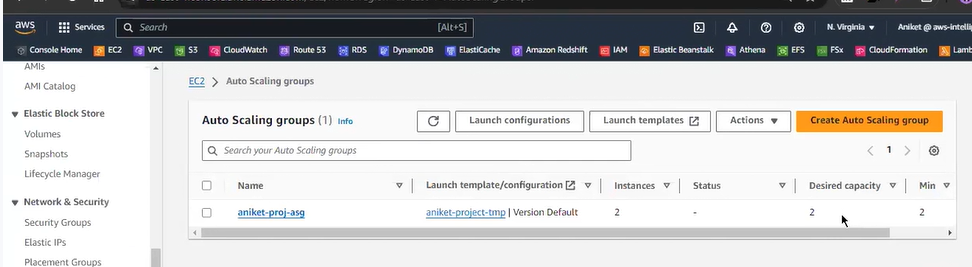 aws Services Search [Alt+S] N. Virginia Aniket @ aws-intelli
Console Home EC2 VPC S3 CloudWatch Route 53 RDS DynamoDB ElastiCache Amazon Redshift IAM Elastic Beanstalk Athena EFS FSx CloudFormation Lamb
AMIs
AMI Catalog
Elastic Block Store
Volumes
Snapshots
Lifecycle Manager
Network & Security
Security Groups
Elastic IPs
Placement Groups
EC2 > Auto Scaling groups
Auto Scaling groups (1) Info Launch configurations Launch templates Actions Create Auto Scaling group
Search your Auto Scaling groups 1
Name Launch template/configuration Instances Status Desired capacity Min
aniket-proj-asg aniket-project-tmp | Version Default 2 - 2 2